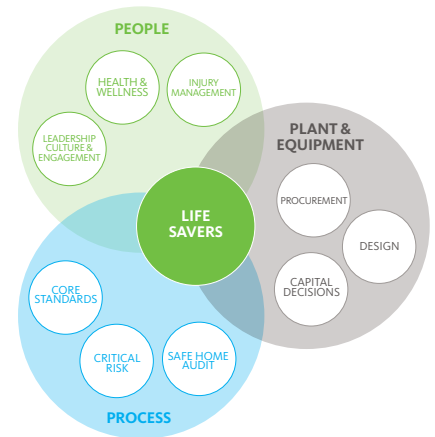 PEOPLE
HEALTH &
WELLNESS
INJURY
MANAGEMENT
LEADERSHIP
CULTURE &
ENGAGEMENT
PLANT &
EQUIPMENT
PROCUREMENT
DESIGN
CAPITAL
DECISIONS
LIFE
SAVERS
CORE
STANDARDS
CRITICAL
RISK
SAFE HOME
AUDIT
PROCESS